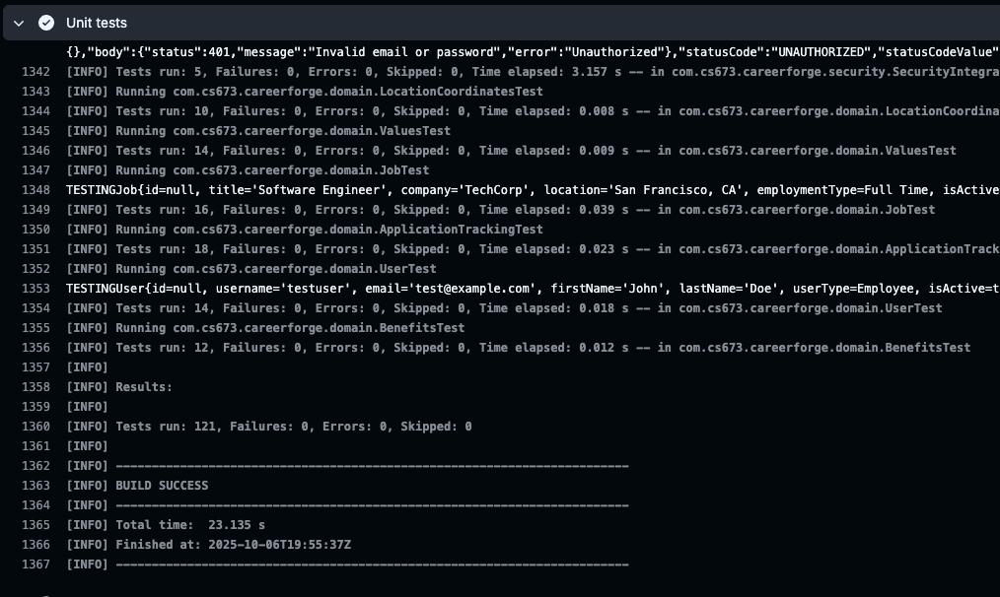 Unit tests
{},"body":{"status":401,"message":"Invalid email or password","error":"Unauthorized"},"statusCode":"UNAUTHORIZED","statusCodeValue"
1342 [INFO] Tests run: 5, Failures: 0, Errors: 0, Skipped: 0, Time elapsed: 3.157 s -- in com.cs673.careerforge.security.SecurityIntegra
1343 [INFO] Running com.cs673.careerforge.domain.LocationCoordinatesTest
1344 [INFO] Tests run: 10, Failures: 0, Errors: 0, Skipped: 0, Time elapsed: 0.008 s -- in com.cs673.careerforge.domain.LocationCoordina
1345 [INFO] Running com.cs673.careerforge.domain.ValuesTest
1346 [INFO] Tests run: 14, Failures: 0, Errors: 0, Skipped: 0, Time elapsed: 0.009 s -- in com.cs673.careerforge.domain.ValuesTest
1347 [INFO] Running com.cs673.careerforge.domain.JobTest
1348 TESTINGJob{id=null, title='Software Engineer', company='TechCorp', location='San Francisco, CA', employmentType=Full Time, isActive
1349 [INFO] Tests run: 16, Failures: 0, Errors: 0, Skipped: 0, Time elapsed: 0.039 s -- in com.cs673.careerforge.domain.JobTest
1350 [INFO] Running com.cs673.careerforge.domain.ApplicationTrackingTest
1351 [INFO] Tests run: 18, Failures: 0, Errors: 0, Skipped: 0, Time elapsed: 0.023 s -- in com.cs673.careerforge.domain.ApplicationTrack
1352 [INFO] Running com.cs673.careerforge.domain.UserTest
1353 TESTINGUser{id=null, username='testuser', email='test@example.com', firstName='John', lastName='Doe', userType=Employee, isActive=t
1354 [INFO] Tests run: 14, Failures: 0, Errors: 0, Skipped: 0, Time elapsed: 0.018 s -- in com.cs673.careerforge.domain.UserTest
1355 [INFO] Running com.cs673.careerforge.domain.BenefitsTest
1356 [INFO] Tests run: 12, Failures: 0, Errors: 0, Skipped: 0, Time elapsed: 0.012 s -- in com.cs673.careerforge.domain.BenefitsTest
1357 [INFO]
1358 [INFO] Results:
1359 [INFO]
1360 [INFO] Tests run: 121, Failures: 0, Errors: 0, Skipped: 0
1361 [INFO]
1362 [INFO] ------------------------------------------------------------------------
1363 [INFO] BUILD SUCCESS
1364 [INFO] ------------------------------------------------------------------------
1365 [INFO] Total time:  23.135 s
1366 [INFO] Finished at: 2025-10-06T19:55:37Z
1367 [INFO] ------------------------------------------------------------------------